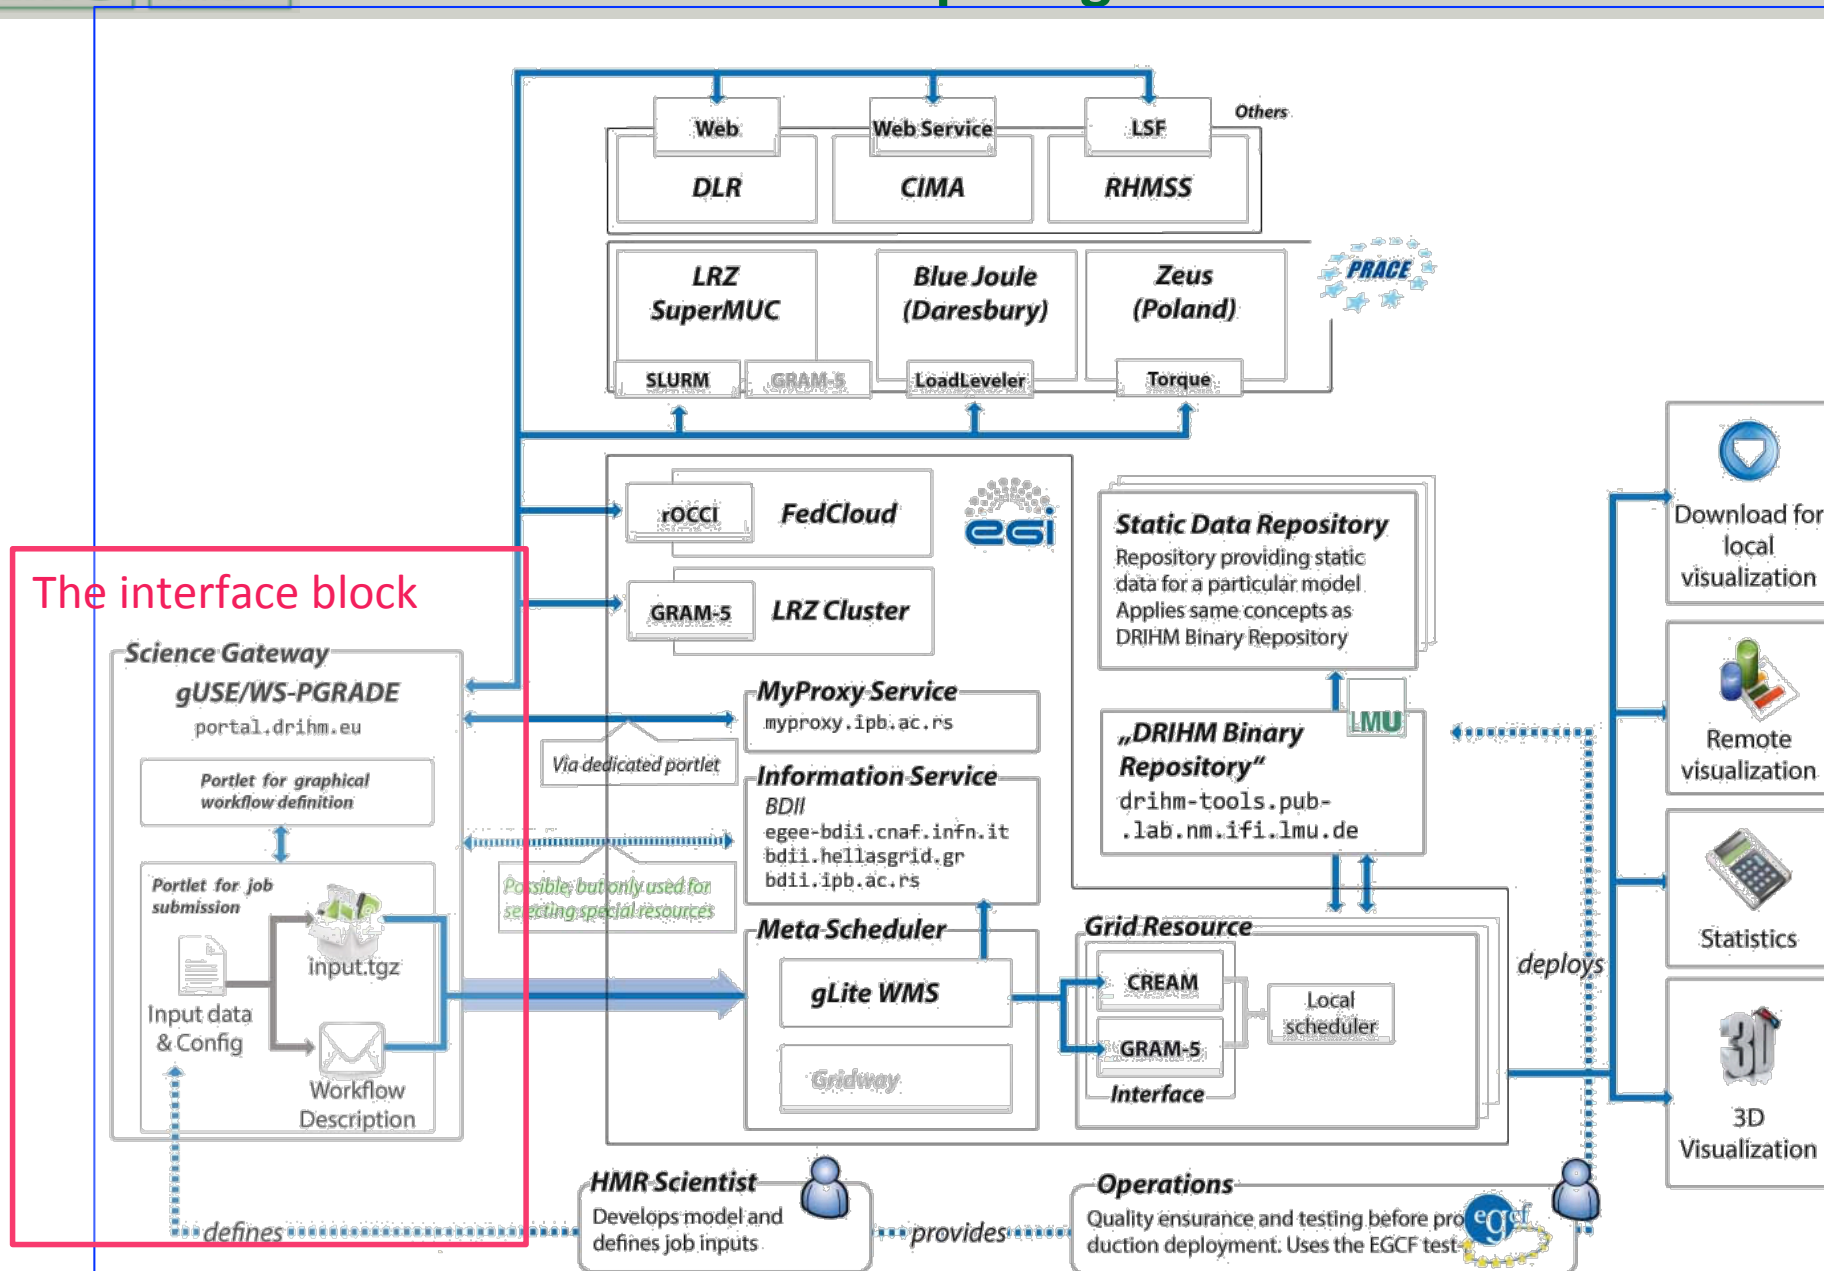 Others
Web
Web Service
LSF
DLR
CIMA
RHMSS
LRZ
SuperMUC
Blue Joule
(Daresbury)
Zeus
(Poland)
PRACE
SLURM
GRAM-5
LoadLeveler
Torque
rOCCI
FedCloud
egi
GRAM-5
LRZ Cluster
Static Data Repository
Repository providing static
data for a particular model
Applies same concepts as
DRIHM Binary Repository
Download for
local
visualization
The interface block
Science Gateway
gUSE/WS-PGRADE
portal.drihm.eu
MyProxy Service
myproxy.ipb.ac.rs
Via dedicated portlet
LMU
„DRIHM Binary
Repository“
drihm-tools.pub-
.lab.nm.ifi.lmu.de
Remote
visualization
Portlet for graphical
workflow definition
Information Service
BDII
egee-bdii.cnaf.infn.it
bdii.hellasgrid.gr
bdii.ipb.ac.rs
Possible, but only used for
selecting special resources
Portlet for job
submission
input.tgz
Input data
& Config
Workflow
Description
Meta Scheduler
gLite WMS
Gridway
Grid Resource
CREAM
GRAM-5
Interface
Local
scheduler
deploys
Statistics
3D
3D
Visualization
defines
HMR Scientist
Develops model and
defines job inputs
provides
Operations
Quality ensurance and testing before pro
duction deployment. Uses the EGCF test-
egcf